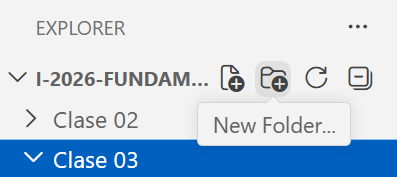 EXPLORER
I-2026-FUNDAM...
Clase 02
New Folder...
Clase 03